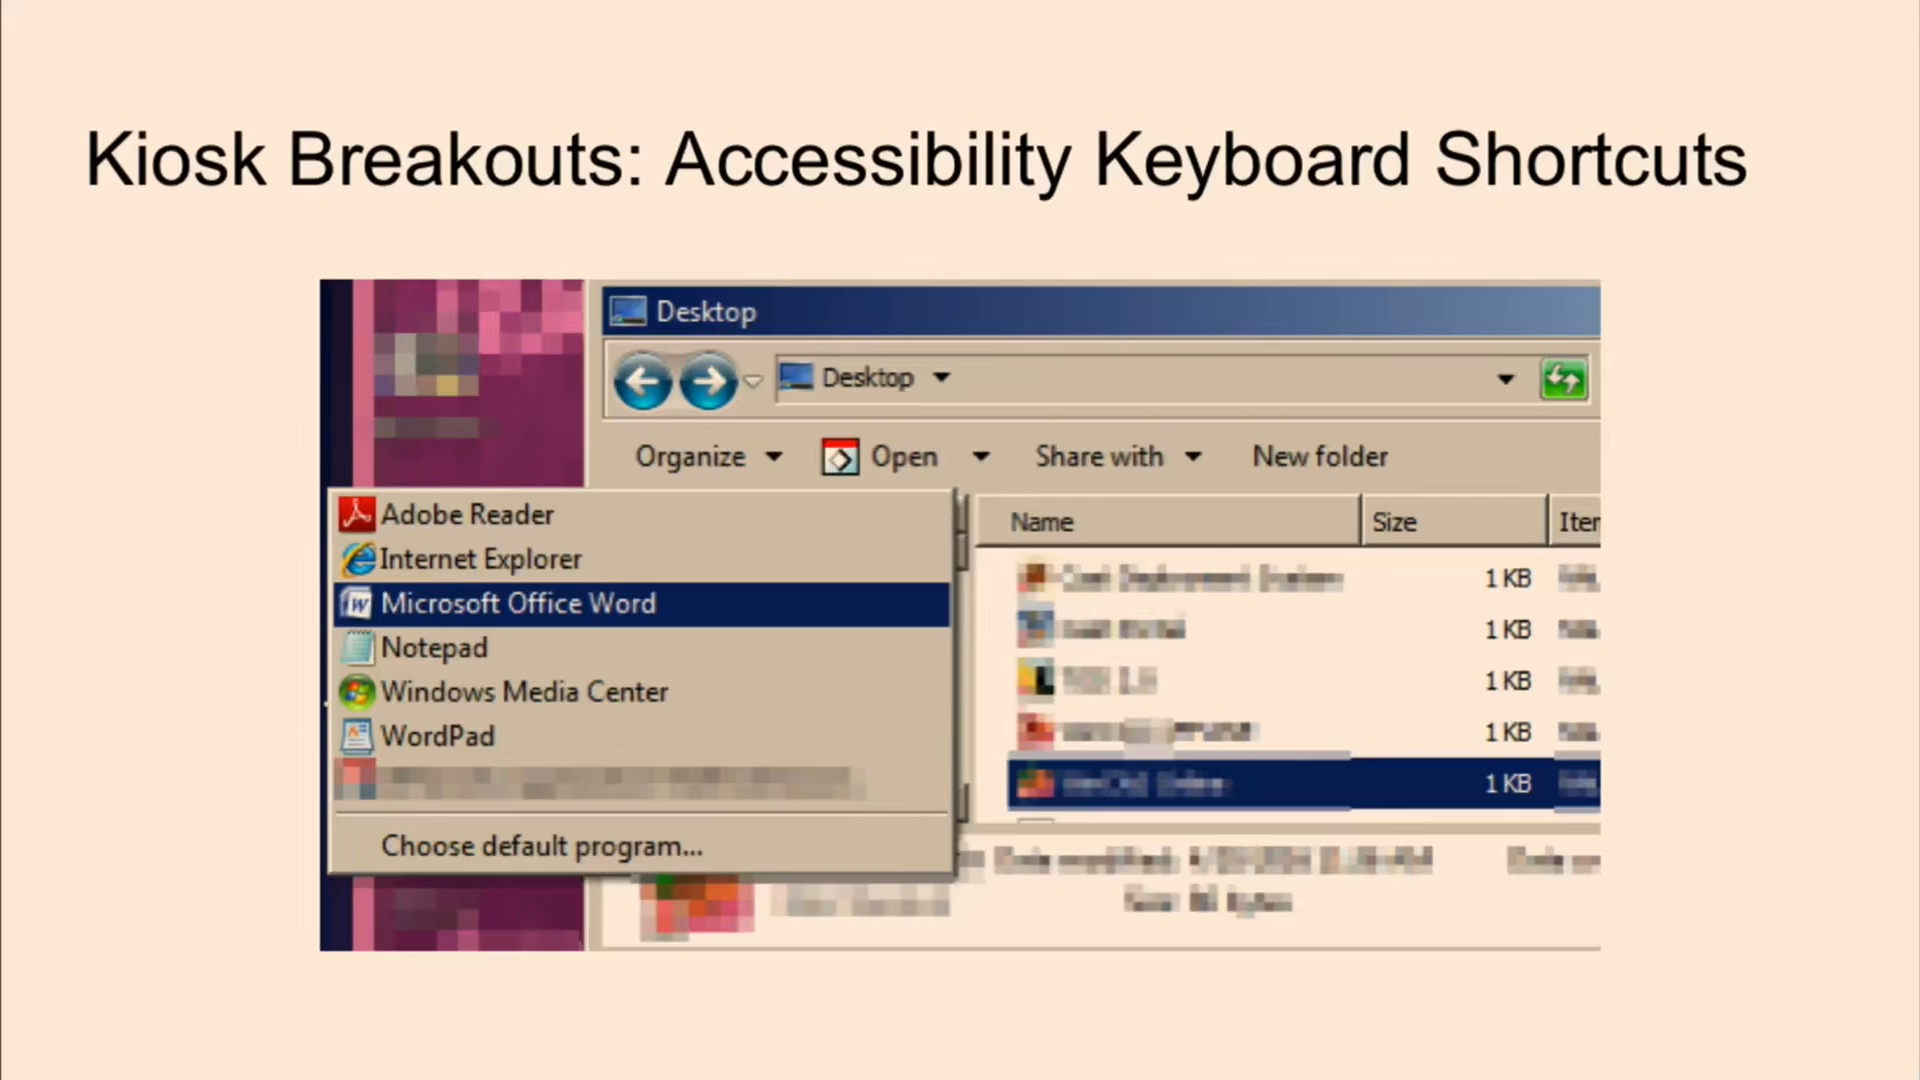 Kiosk Breakouts: Accessibility Keyboard Shortcuts
Desktop
Desktop
Organize Open Share with New folder
Adobe Reader
Internet Explorer
Microsoft Office Word
Notepad
Windows Media Center
WordPad
Choose default program...
Name Size Iter
1 KB
1 KB
1 KB
1 KB
1 KB